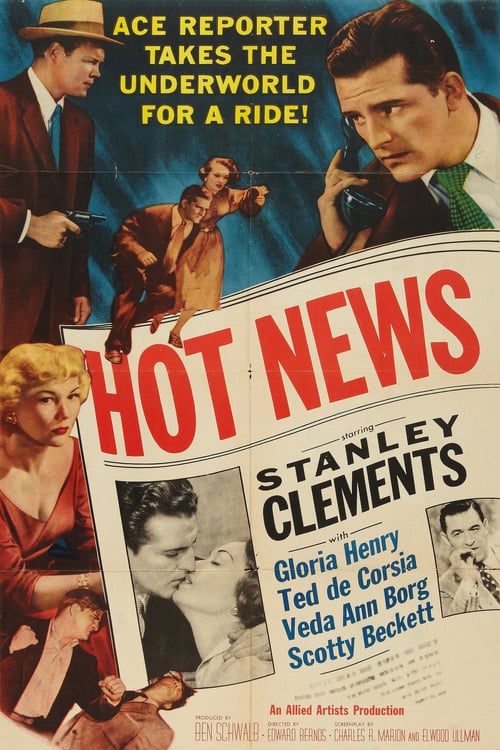 ACE REPORTER
TAKES THE
UNDERWORLD
FOR A RIDE!
HOT NEWS
starring
STANLEY
CLEMENTS
with
Gloria Henry
Ted de Corsia
Veda Ann Borg
Scotty Beckett
An Allied Artists Production
PRODUCED BY
BEN SCHWALB
DIRECTED BY
EDWARD BERNDS
SCREENPLAY BY
CHARLES R. MARION AND ELWOOD ULLMAN